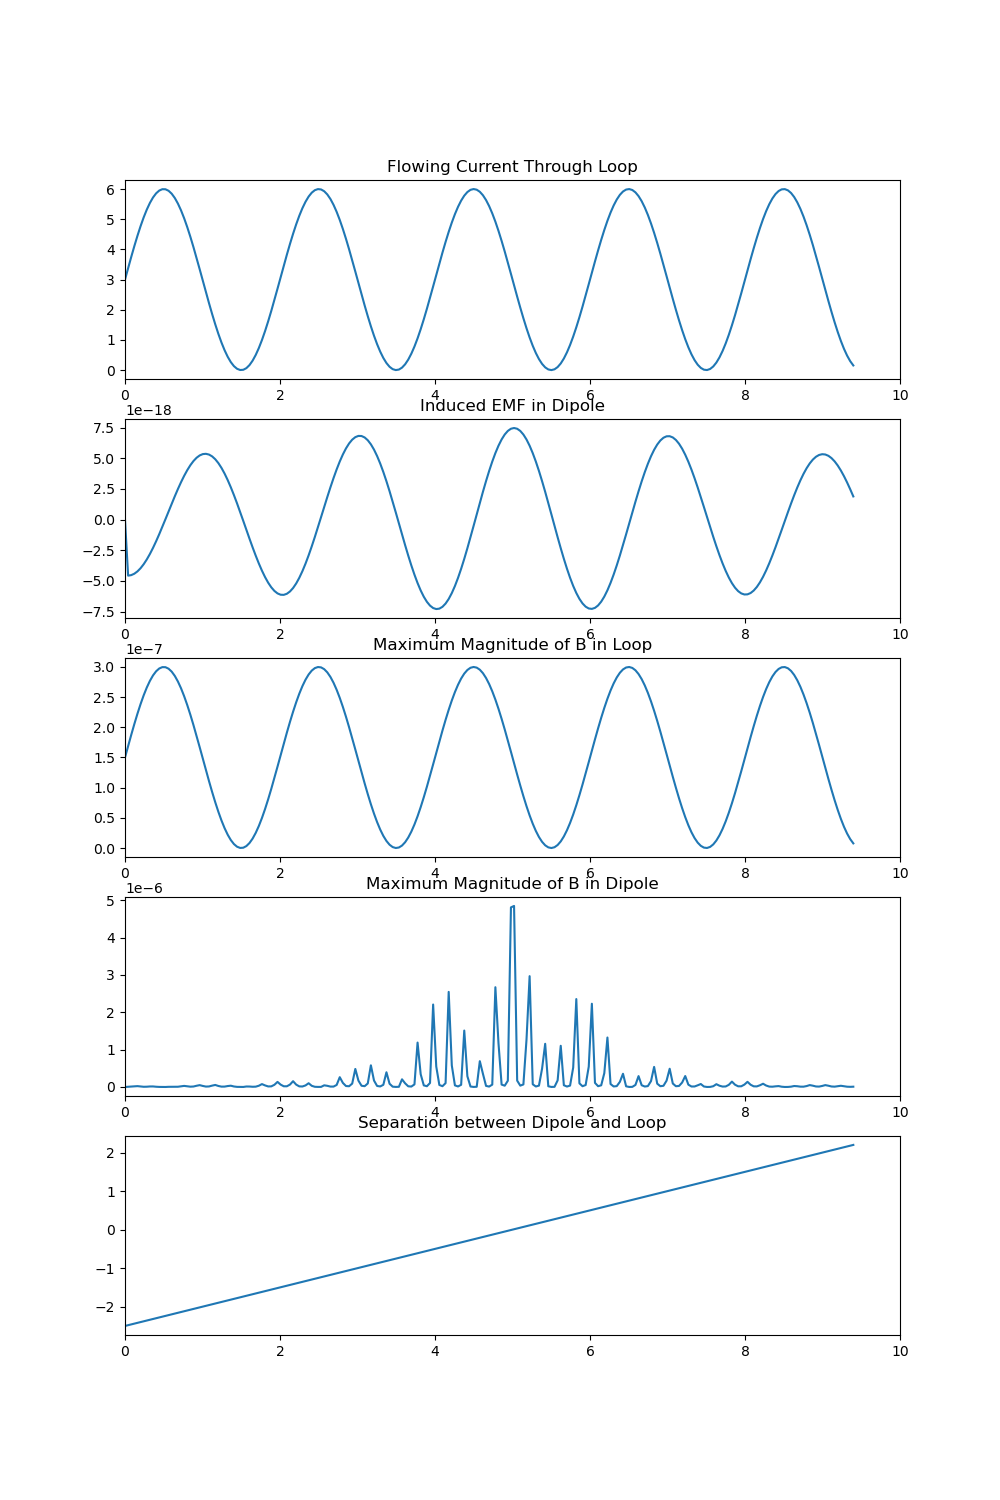 Flowing Current Through Loop
6
5
4
3
2
1
0
0 2 4 6 8 10
1e−18
Induced EMF in Dipole
7.5
5.0
2.5
0.0
−2.5
−5.0
−7.5
0 2 4 6 8 10
1e−7
Maximum Magnitude of B in Loop
3.0
2.5
2.0
1.5
1.0
0.5
0.0
0 2 4 6 8 10
1e−6
Maximum Magnitude of B in Dipole
5
4
3
2
1
0
0 2 4 6 8 10
Separation between Dipole and Loop
2
1
0
−1
−2
0 2 4 6 8 10